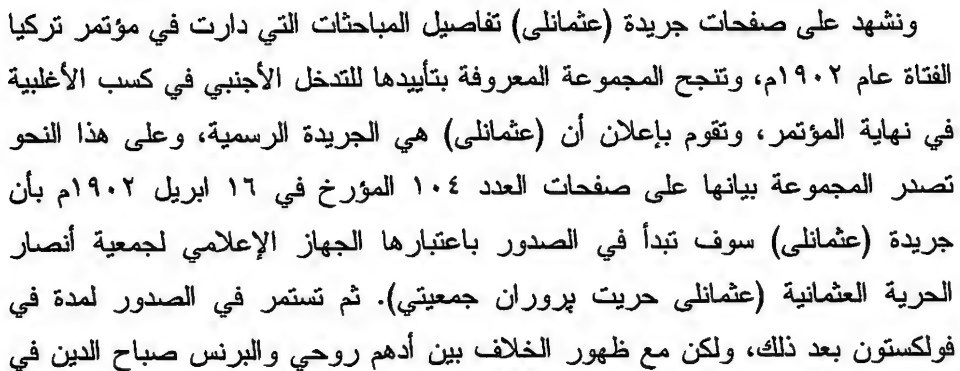 ونشهد على صفحات جريدة (عثمانلى) تفاصيل المباحثات التي دارت في مؤتمر تركيا
الفتاة عام ١٩٠٢م، وتنجح المجموعة المعروفة بتأييدها للتدخل الأجنبي في كسب الأغلبية
في نهاية المؤتمر، وتقوم بإعلان أن (عثمانلى) هي الجريدة الرسمية، وعلى هذا النحو
تصدر المجموعة بيانها على صفحات العدد ١٠٤ المؤرخ في ١٦ ابريل ١٩٠٢م بأن
جريدة (عثمانلى) سوف تبدأ في الصدور باعتبارها الجهاز الإعلامي لجمعية أنصار
الحرية العثمانية (عثمانلى حريت پروران جمعيتي). ثم تستمر في الصدور لمدة في
فولكستون بعد ذلك، ولكن مع ظهور الخلاف بين أدهم روحي والبرنس صباح الدين في